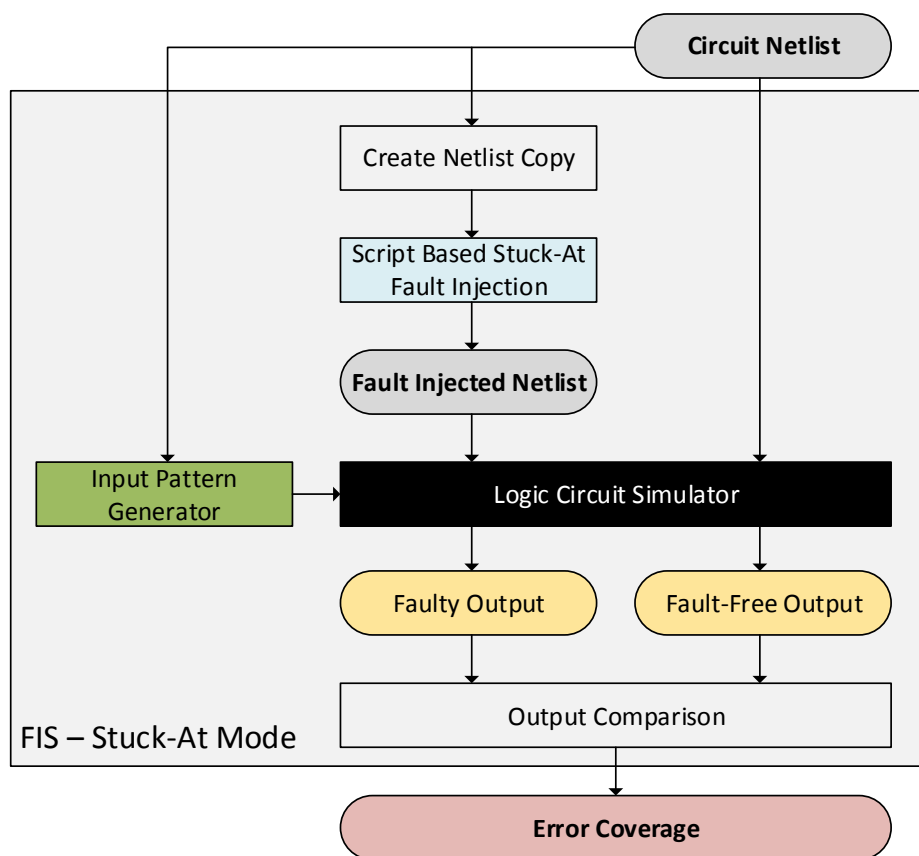 Circuit Netlist
Create Netlist Copy
Script Based Stuck-At
Fault Injection
Fault Injected Netlist
Input Pattern
Generator
Logic Circuit Simulator
Faulty Output
Fault-Free Output
Output Comparison
FIS – Stuck-At Mode
Error Coverage